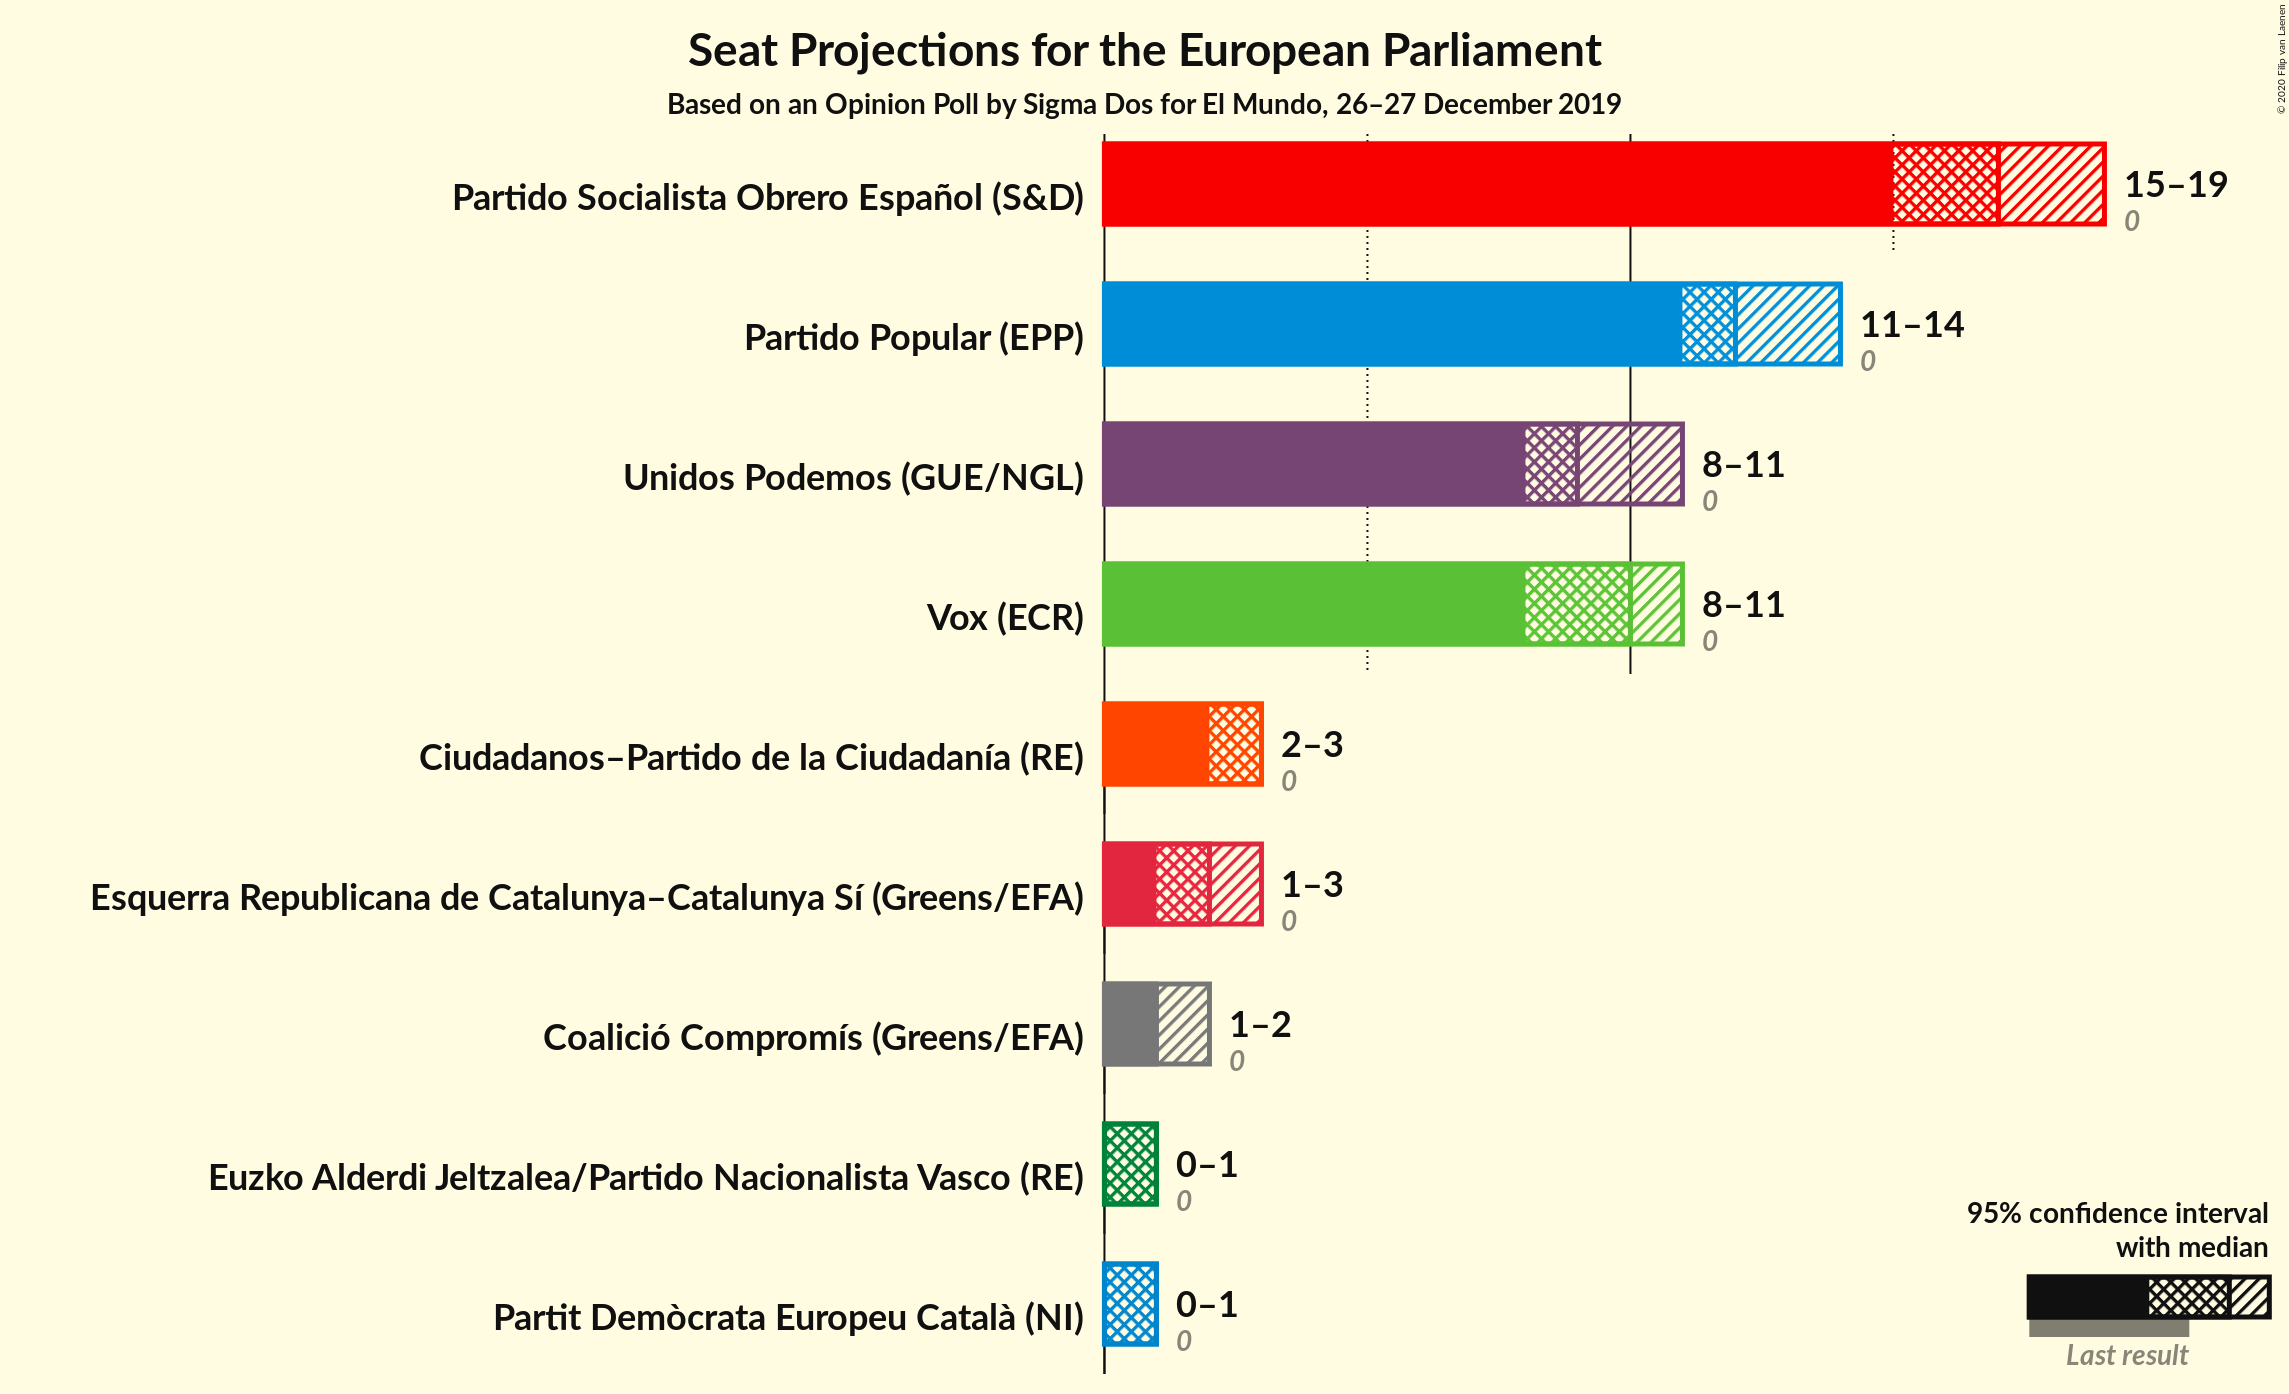 Seat Projections for the European Parliament
Based on an Opinion Poll by Sigma Dos for El Mundo, 26–27 December 2019
© 2020 Filip van Laenen
Partido Socialista Obrero Español (S&D)
15–19
0
Partido Popular (EPP)
11–14
0
Unidos Podemos (GUE/NGL)
8–11
0
Vox (ECR)
8–11
0
Ciudadanos–Partido de la Ciudadanía (RE)
2–3
0
Esquerra Republicana de Catalunya–Catalunya Sí (Greens/EFA)
1–3
0
Coalició Compromís (Greens/EFA)
1–2
0
Euzko Alderdi Jeltzalea/Partido Nacionalista Vasco (RE)
0–1
0
Partit Demòcrata Europeu Català (NI)
0–1
0
95% confidence interval
with median
Last result